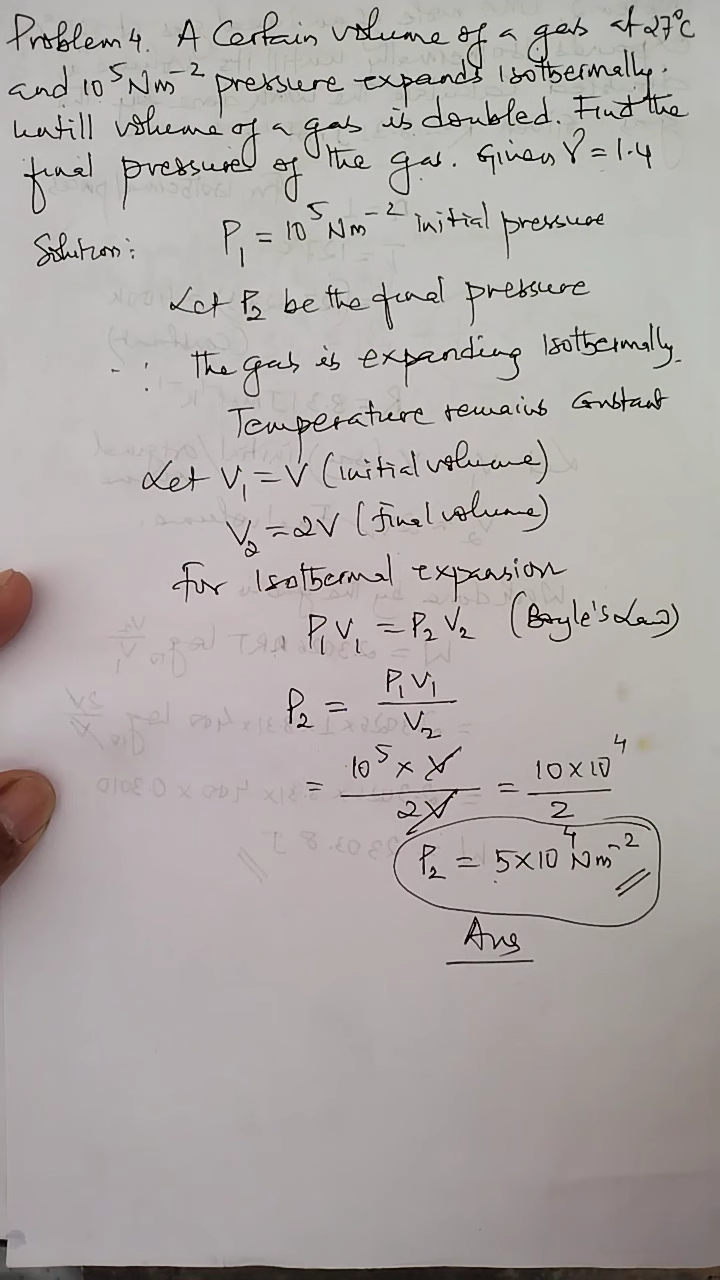 Problem 4. A Certain volume of a gas at 27°C
and 10⁵Nm⁻² pressure expands Isothermally.
untill volume of a gas is doubled. Find the
final pressure of the gas. Given γ = 1.4
Solution: P₁ = 10⁵ Nm⁻² initial pressure
Let P₂ be the final pressure
∵ the gas is expanding Isothermally.
Temperature remains Constant
Let V₁ = V (initial volume)
V₂ = 2V (final volume)
for Isothermal expansion
P₁V₁ = P₂V₂ (Boyle's Law)
P₂ = P₁V₁ / V₂
= 10⁵ × V / 2V = 10×10⁴ / 2
P₂ = 5×10⁴ Nm⁻²
Ans